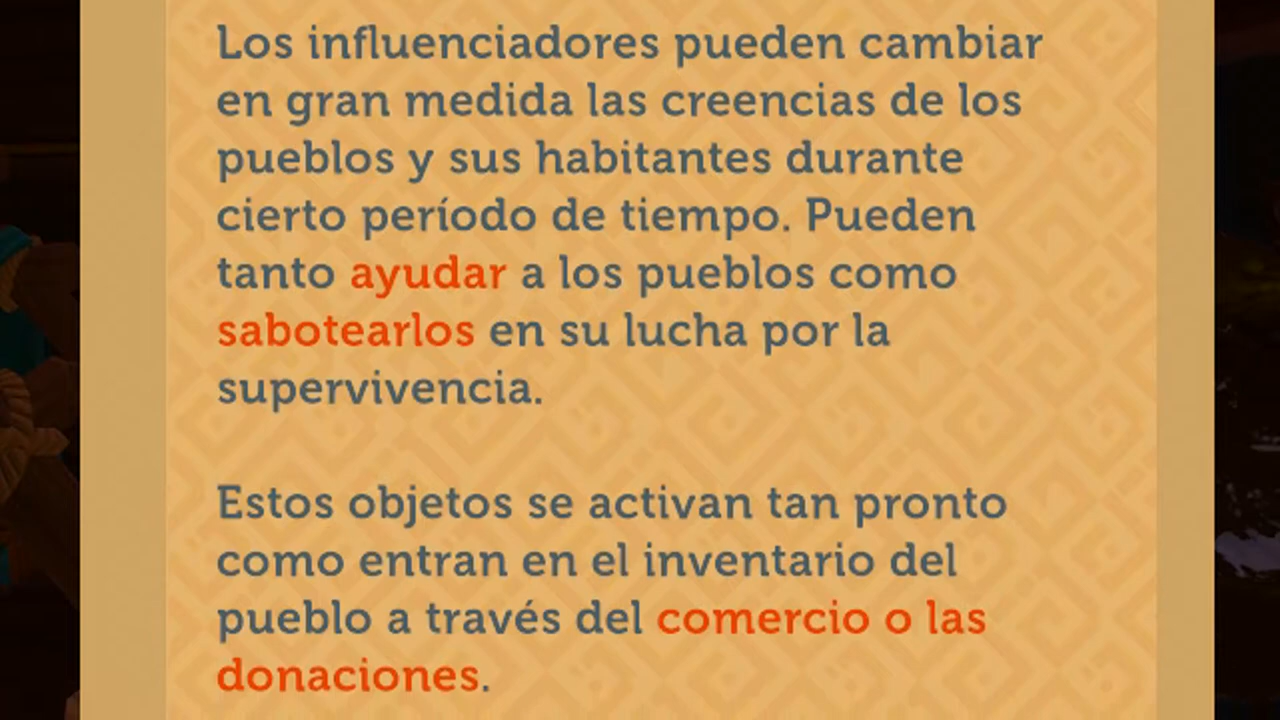 Los influenciadores pueden cambiar
en gran medida las creencias de los
pueblos y sus habitantes durante
cierto período de tiempo. Pueden
tanto ayudar a los pueblos como
sabotearlos en su lucha por la
supervivencia.
Estos objetos se activan tan pronto
como entran en el inventario del
pueblo a través del comercio o las
donaciones.